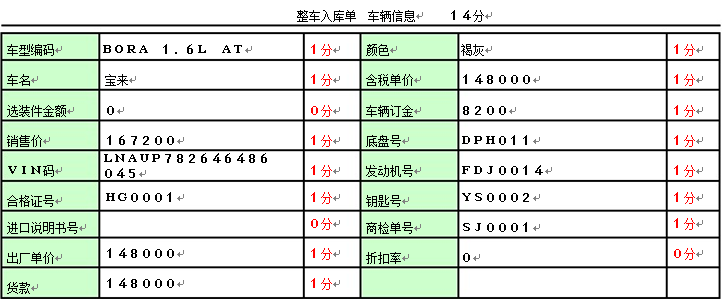 整车入库单 车辆信息 14分
车型编码 BORA 1.6L AT 1分 颜色 褐灰 1分
车名 宝来 1分 含税单价 148000 1分
选装件金额 0 0分 车辆订金 8200 1分
销售价 167200 1分 底盘号 DPH011 1分
VIN码 LNAUP782646486
045 1分 发动机号 FDJ0014 1分
合格证号 HG0001 1分 钥匙号 YS0002 1分
进口说明书号 0分 商检单号 SJ0001 1分
出厂单价 148000 1分 折扣率 0 0分
货款 148000 1分